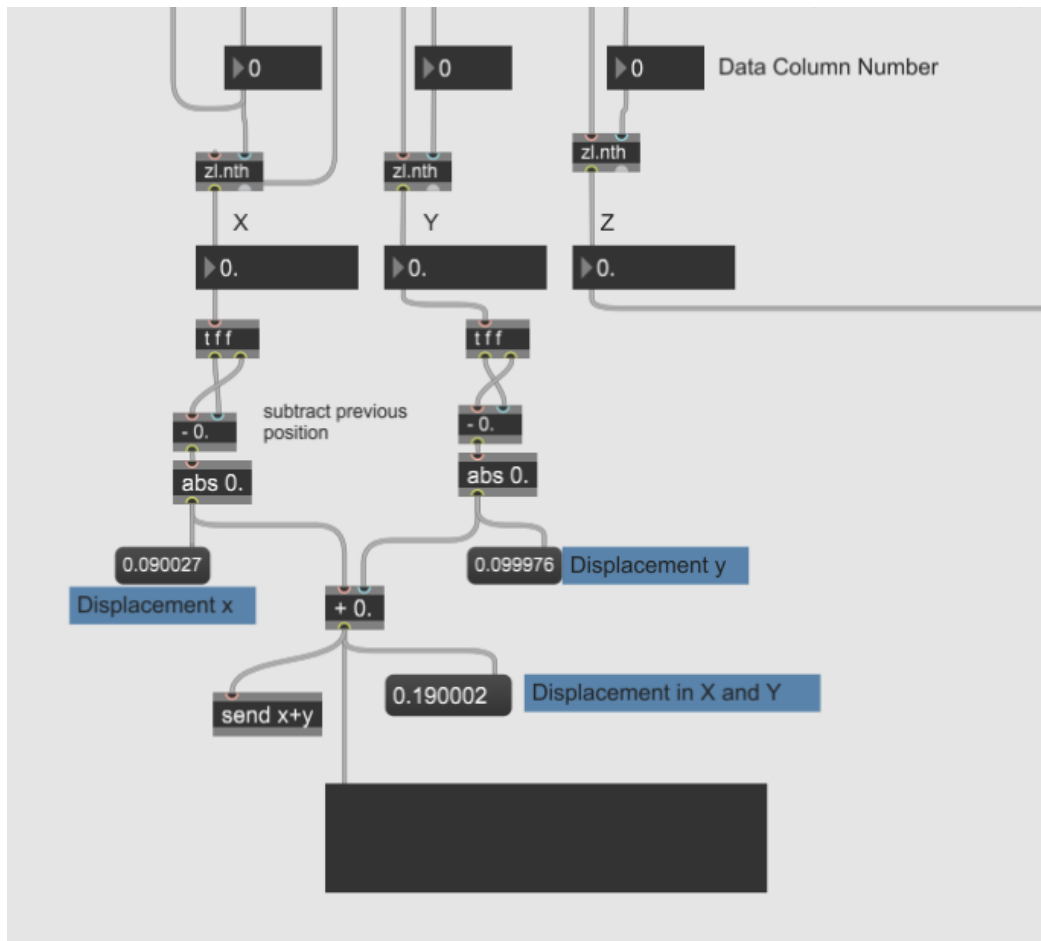 0
0
0
Data Column Number
zl.nth
zl.nth
zl.nth
X
Y
Z
0.
0.
0.
t f f
t f f
- 0.
subtract previous
position
- 0.
abs 0.
abs 0.
0.090027
0.099976
Displacement y
Displacement x
+ 0.
send x+y
0.190002
Displacement in X and Y